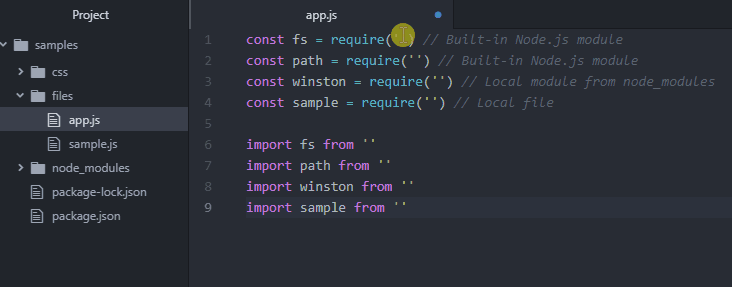 Project
samples
css
files
app.js
sample.js
node_modules
package-lock.json
package.json
app.js
1 const fs = require('') // Built-in Node.js module
2 const path = require('') // Built-in Node.js module
3 const winston = require('') // Local module from node_modules
4 const sample = require('') // Local file
5
6 import fs from ''
7 import path from ''
8 import winston from ''
9 import sample from ''